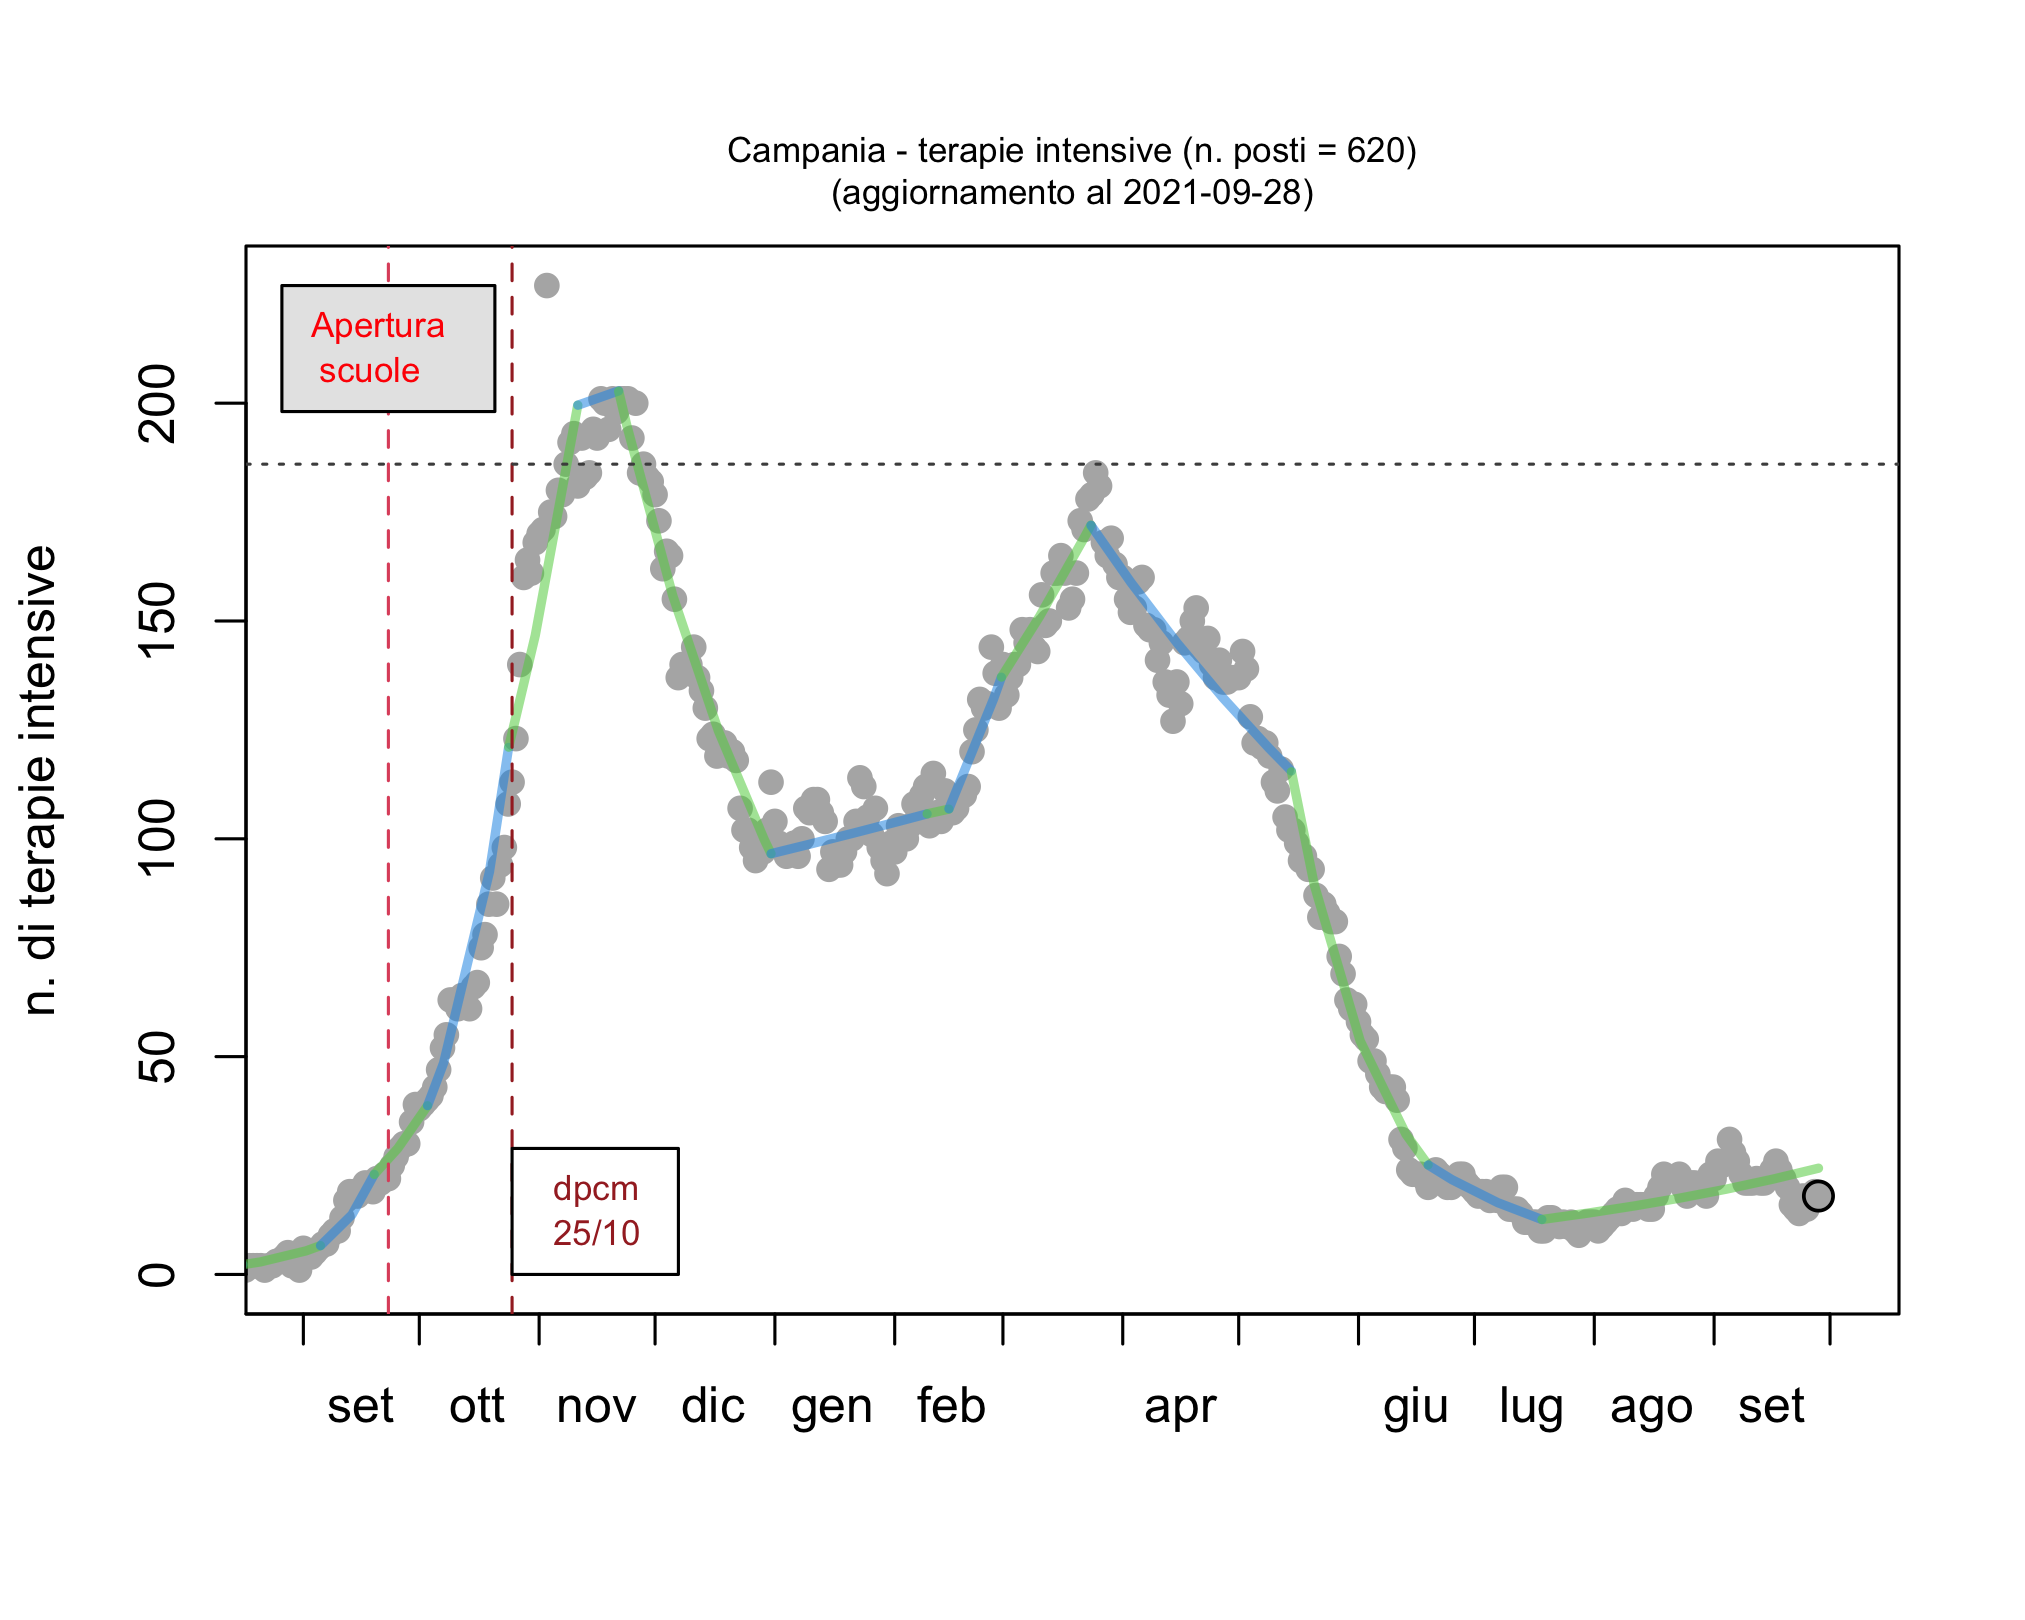 Campania - terapie intensive (n. posti = 620)
(aggiornamento al 2021-09-28)
Apertura
scuole
n. di terapie intensive
200
150
100
50
0
dpcm
25/10
set ott nov dic gen feb apr giu lug ago set